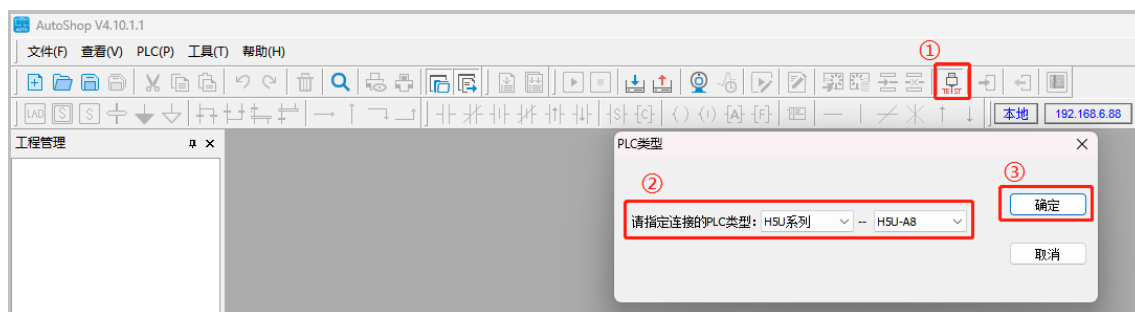 AutoShop V4.10.1.1
文件(F) 查看(V) PLC(P) 工具(T) 帮助(H)
①
TEST
LAD S S
S C A F
本地 192.168.6.88
工程管理
PLC类型
②
③
请指定连接的PLC类型: H5U系列 -- H5U-A8
确定
取消